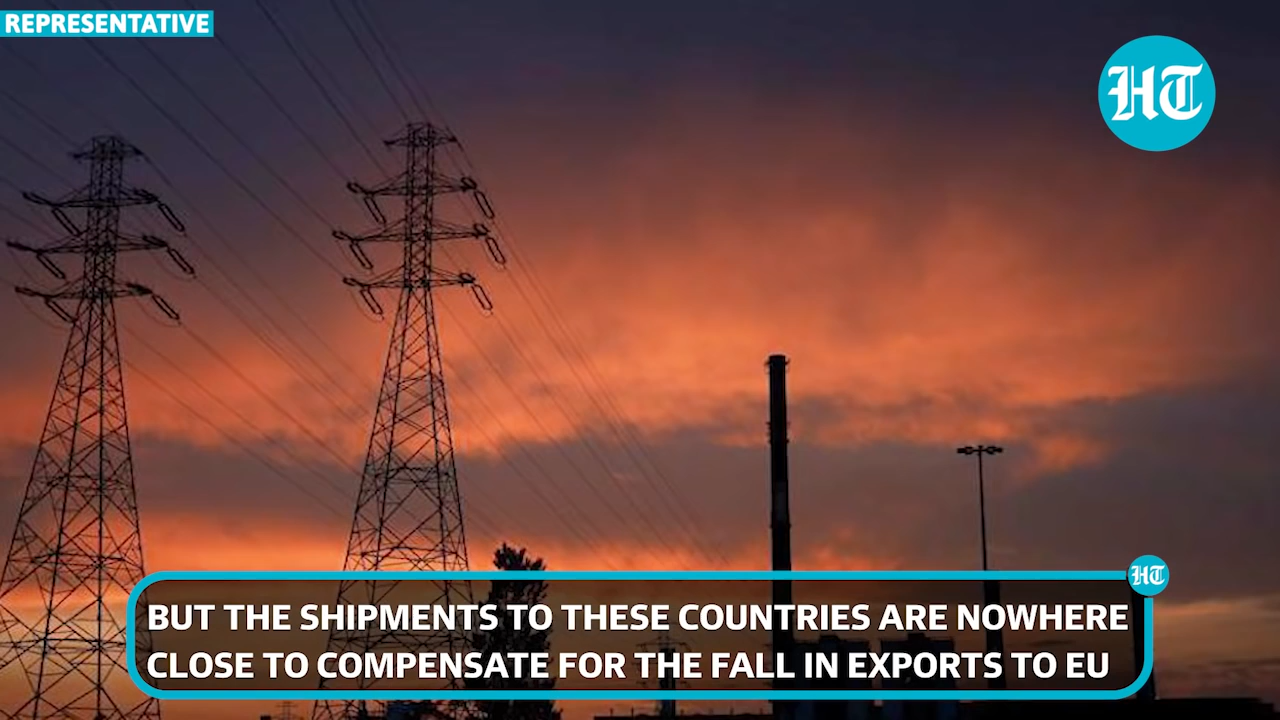 REPRESENTATIVE
HT
HT
BUT THE SHIPMENTS TO THESE COUNTRIES ARE NOWHERE
CLOSE TO COMPENSATE FOR THE FALL IN EXPORTS TO EU